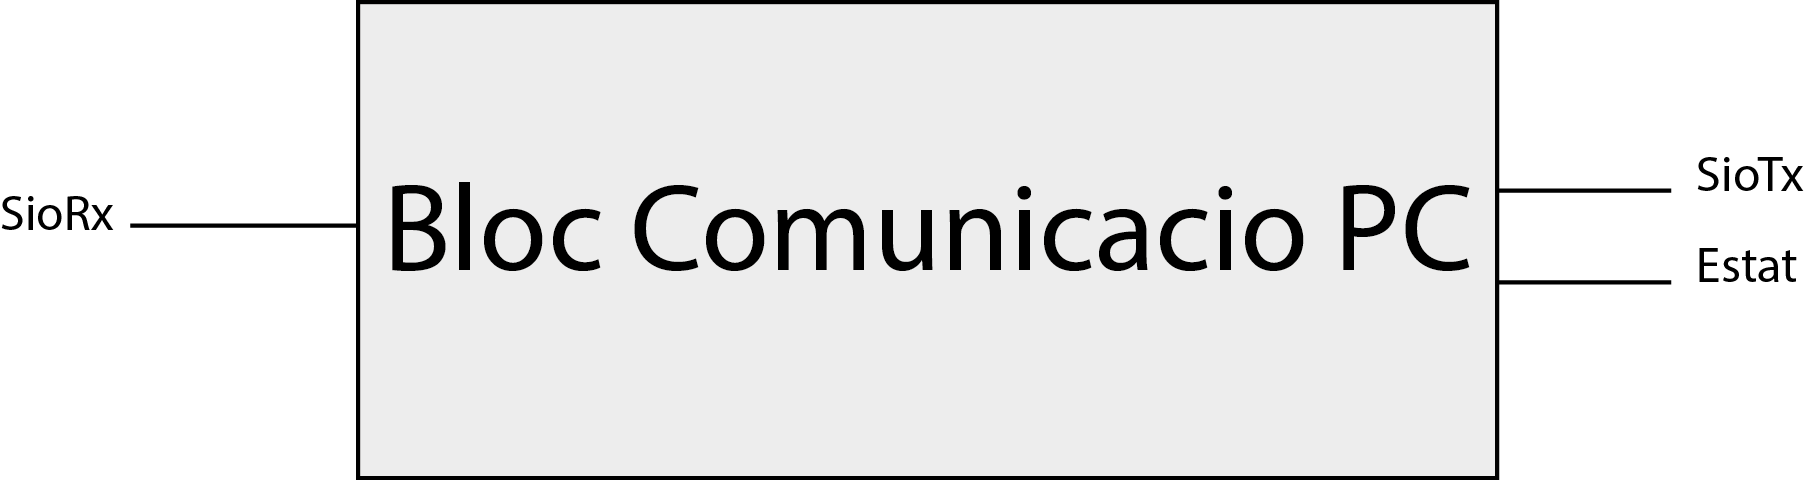 SioRx
Bloc Comunicacio PC
SioTx
Estat